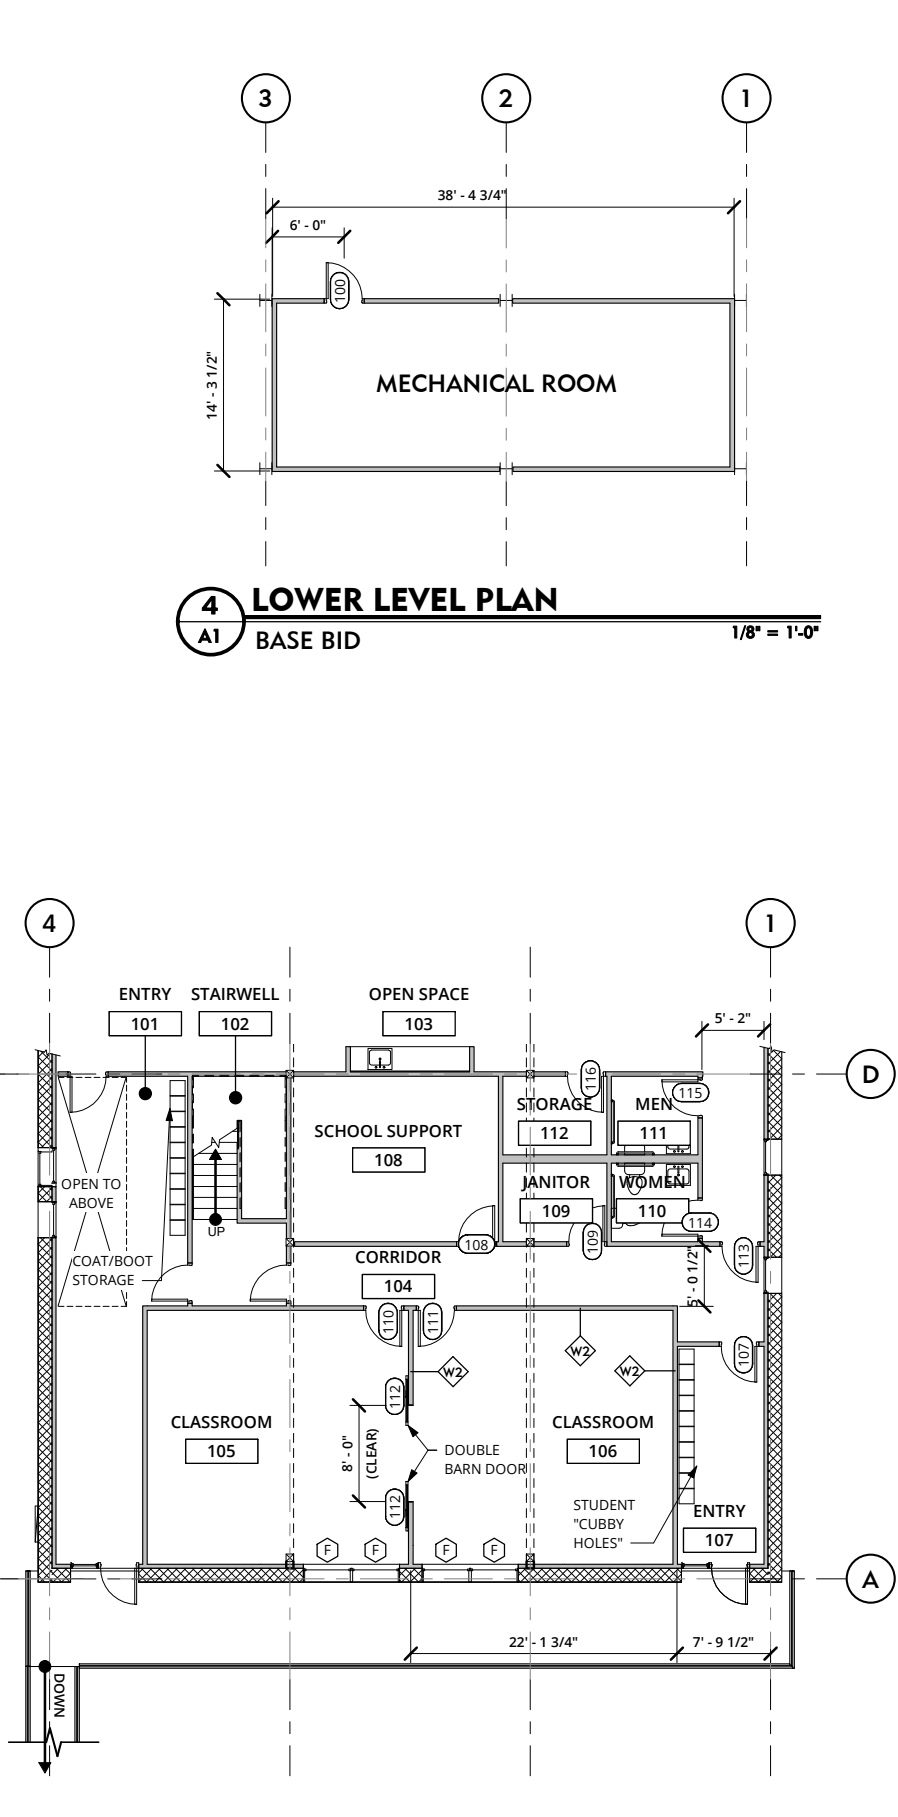 3
2
1
38' - 4 3/4"
6' - 0"
100
14' - 3 1/2"
MECHANICAL ROOM
4
A1
LOWER LEVEL PLAN
BASE BID
1/8" = 1'-0"
4
1
ENTRY
101
STAIRWELL
102
OPEN SPACE
103
5' - 2"
D
116
115
STORAGE
112
MEN
111
SCHOOL SUPPORT
108
OPEN TO
ABOVE
JANITOR
109
WOMEN
110
114
UP
108
109
113
COAT/BOOT
STORAGE
CORRIDOR
104
5' - 0 1/2"
110
111
107
W2
W2
W2
112
CLASSROOM
105
8' - 0"
(CLEAR)
DOUBLE
BARN DOOR
CLASSROOM
106
112
STUDENT
"CUBBY
HOLES"
ENTRY
107
F
F
F
F
A
22' - 1 3/4"
7' - 9 1/2"
DOWN